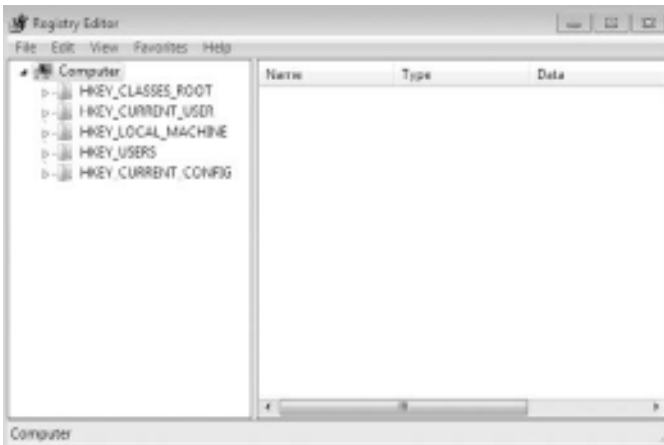 Registry Editor
File Edit View Favorites Help
Computer
HKEY_CLASSES_ROOT
HKEY_CURRENT_USER
HKEY_LOCAL_MACHINE
HKEY_USERS
HKEY_CURRENT_CONFIG
Name Type Data
Computer